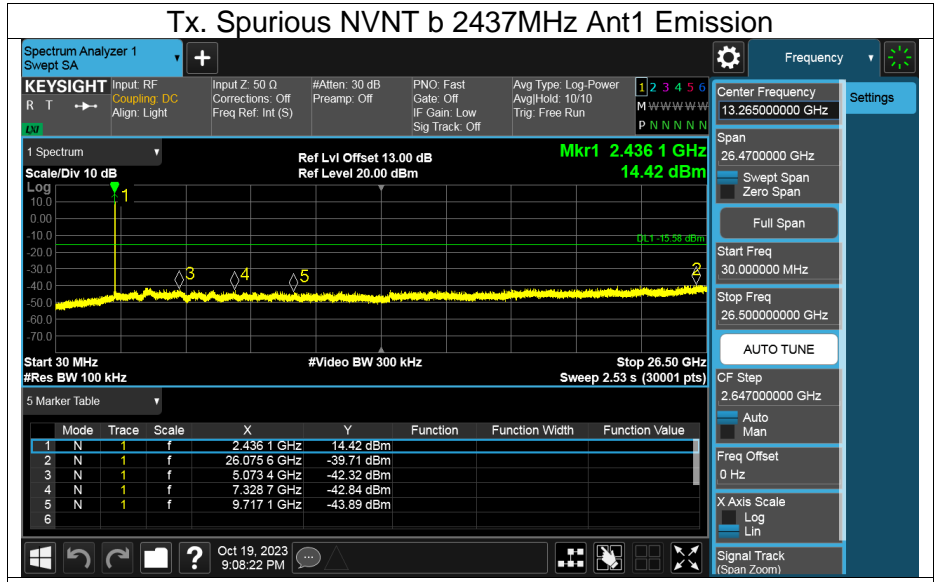 Tx. Spurious NVNT b 2437MHz Ant1 Emission
Spectrum Analyzer 1
Swept SA
+
Frequency
KEYSIGHT
R T
LXI
Input: RF
Coupling: DC
Align: Light
Input Z: 50 Ω
Corrections: Off
Freq Ref: Int (S)
#Atten: 30 dB
Preamp: Off
PNO: Fast
Gate: Off
IF Gain: Low
Sig Track: Off
Avg Type: Log-Power
Avg|Hold: 10/10
Trig: Free Run
1 2 3 4 5 6
M W W W W W
P N N N N N
1 Spectrum
Scale/Div 10 dB
Ref Lvl Offset 13.00 dB
Ref Level 20.00 dBm
Mkr1 2.436 1 GHz
14.42 dBm
Log
10.0
0.00
-10.0
-20.0
-30.0
-40.0
-50.0
-60.0
-70.0
1
3
4
5
2
DL1 -15.58 dBm
Start 30 MHz
#Res BW 100 kHz
#Video BW 300 kHz
Stop 26.50 GHz
Sweep 2.53 s (30001 pts)
5 Marker Table
Mode Trace Scale X Y Function Function Width Function Value
1 N 1 f 2.436 1 GHz 14.42 dBm
2 N 1 f 26.075 6 GHz -39.71 dBm
3 N 1 f 5.073 4 GHz -42.32 dBm
4 N 1 f 7.328 7 GHz -42.84 dBm
5 N 1 f 9.717 1 GHz -43.89 dBm
6
?
Oct 19, 2023
9:08:22 PM
Center Frequency
13.265000000 GHz
Settings
Span
26.4700000 GHz
Swept Span
Zero Span
Full Span
Start Freq
30.000000 MHz
Stop Freq
26.500000000 GHz
AUTO TUNE
CF Step
2.647000000 GHz
Auto
Man
Freq Offset
0 Hz
X Axis Scale
Log
Lin
Signal Track
(Span Zoom)